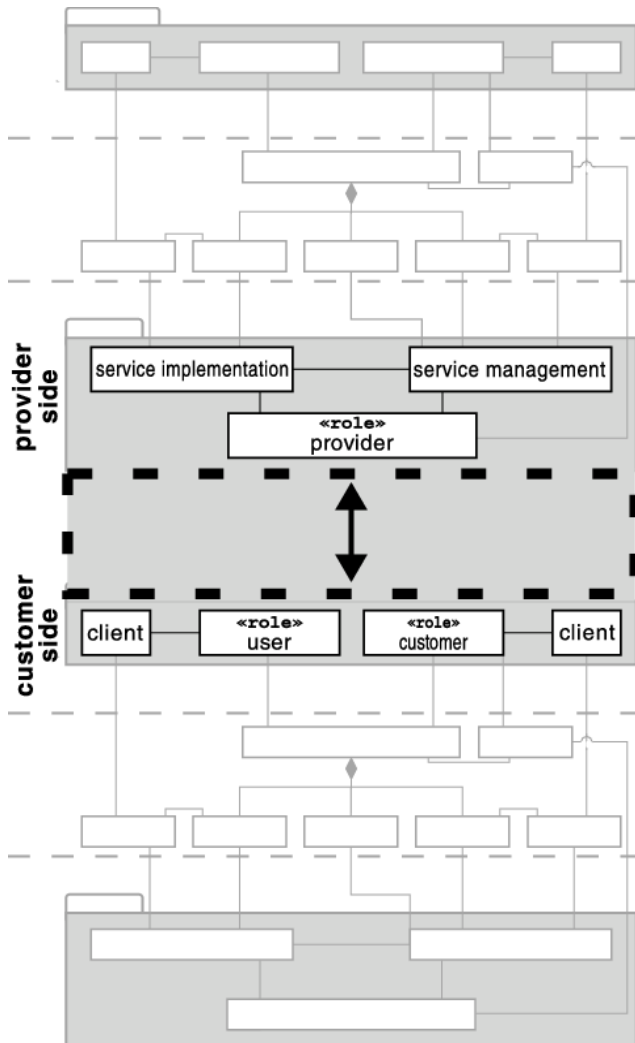 provider
side
service implementation
service management
«role»
provider
customer
side
client
«role»
user
«role»
customer
client